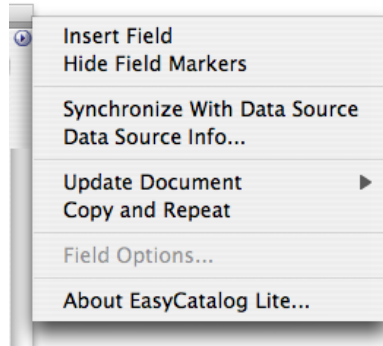 Insert Field
Hide Field Markers
Synchronize With Data Source
Data Source Info...
Update Document
Copy and Repeat
Field Options...
About EasyCatalog Lite...